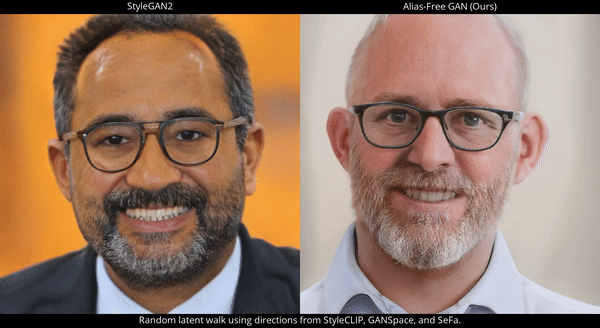 StyleGAN2
Alias-Free GAN (Ours)
Random latent walk using directions from StyleCLIP, GANSpace, and SeFa.